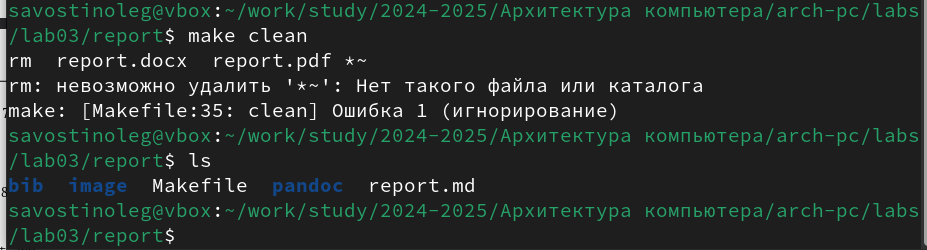 savostinoleg@vbox:~/work/study/2024-2025/Архитектура компьютера/arch-pc/labs
/lab03/report$ make clean
rm  report.docx  report.pdf *~
rm: невозможно удалить '*~': Нет такого файла или каталога
make: [Makefile:35: clean] Ошибка 1 (игнорирование)
savostinoleg@vbox:~/work/study/2024-2025/Архитектура компьютера/arch-pc/labs
/lab03/report$ ls
bib  image  Makefile  pandoc  report.md
savostinoleg@vbox:~/work/study/2024-2025/Архитектура компьютера/arch-pc/labs
/lab03/report$